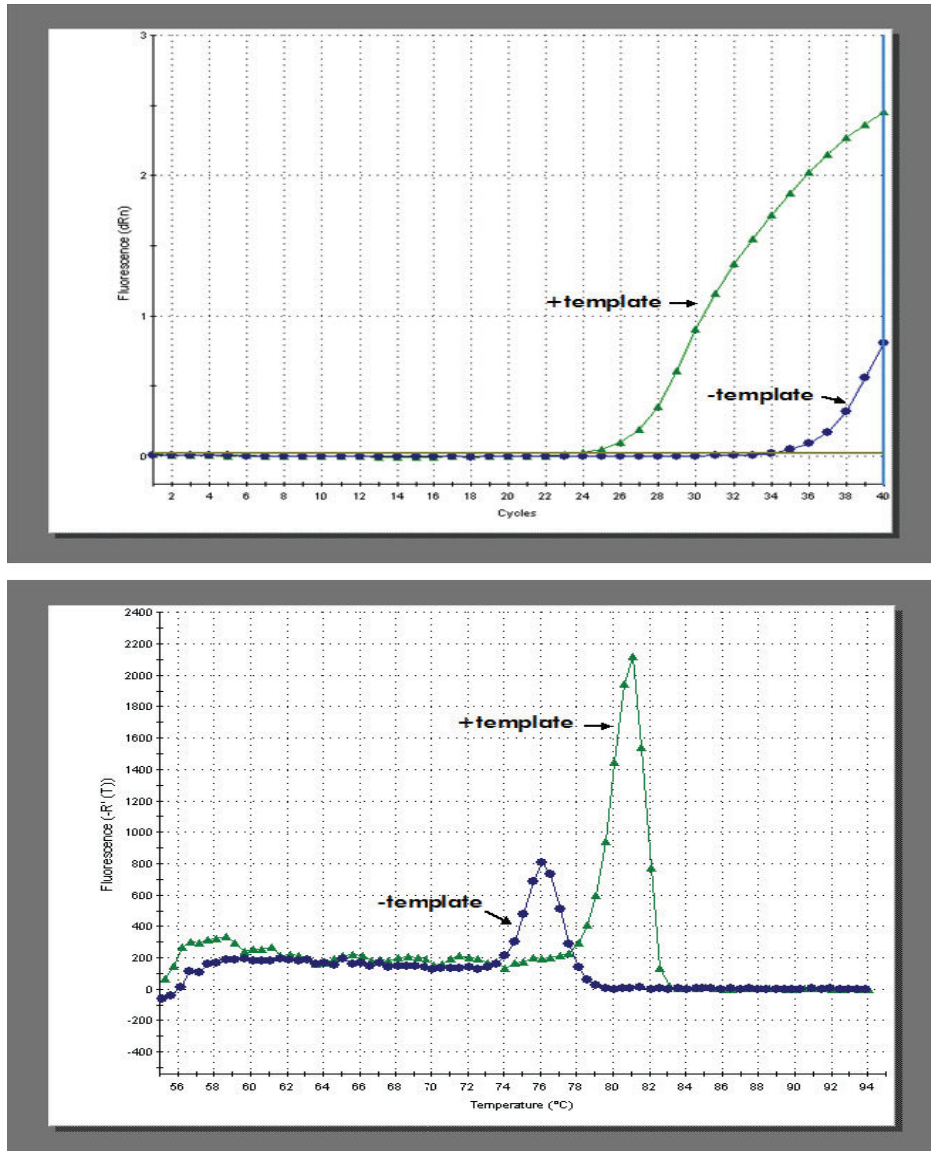 3
2
1
0
Fluorescence (dRn)
+template
-template
2 4 6 8 10 12 14 16 18 20 22 24 26 28 30 32 34 36 38 40
Cycles
2400
2200
2000
1800
1600
1400
1200
1000
800
600
400
200
0
-200
-400
Fluorescence (-R' (T))
+template
-template
56 58 60 62 64 66 68 70 72 74 76 78 80 82 84 86 88 90 92 94
Temperature (°C)